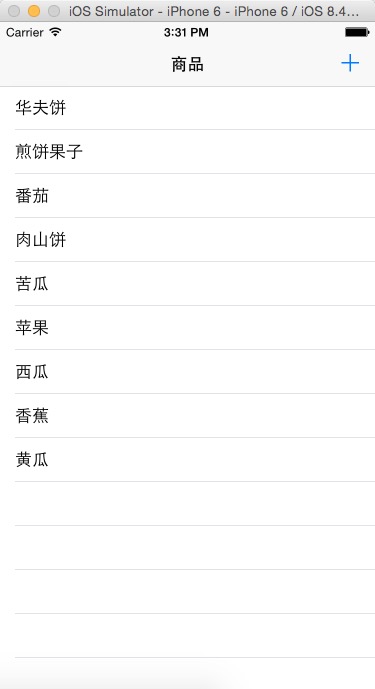 iOS Simulator - iPhone 6 - iPhone 6 / iOS 8.4...
Carrier 3:31 PM
商品 +
华夫饼
煎饼果子
番茄
肉山饼
苦瓜
苹果
西瓜
香蕉
黄瓜